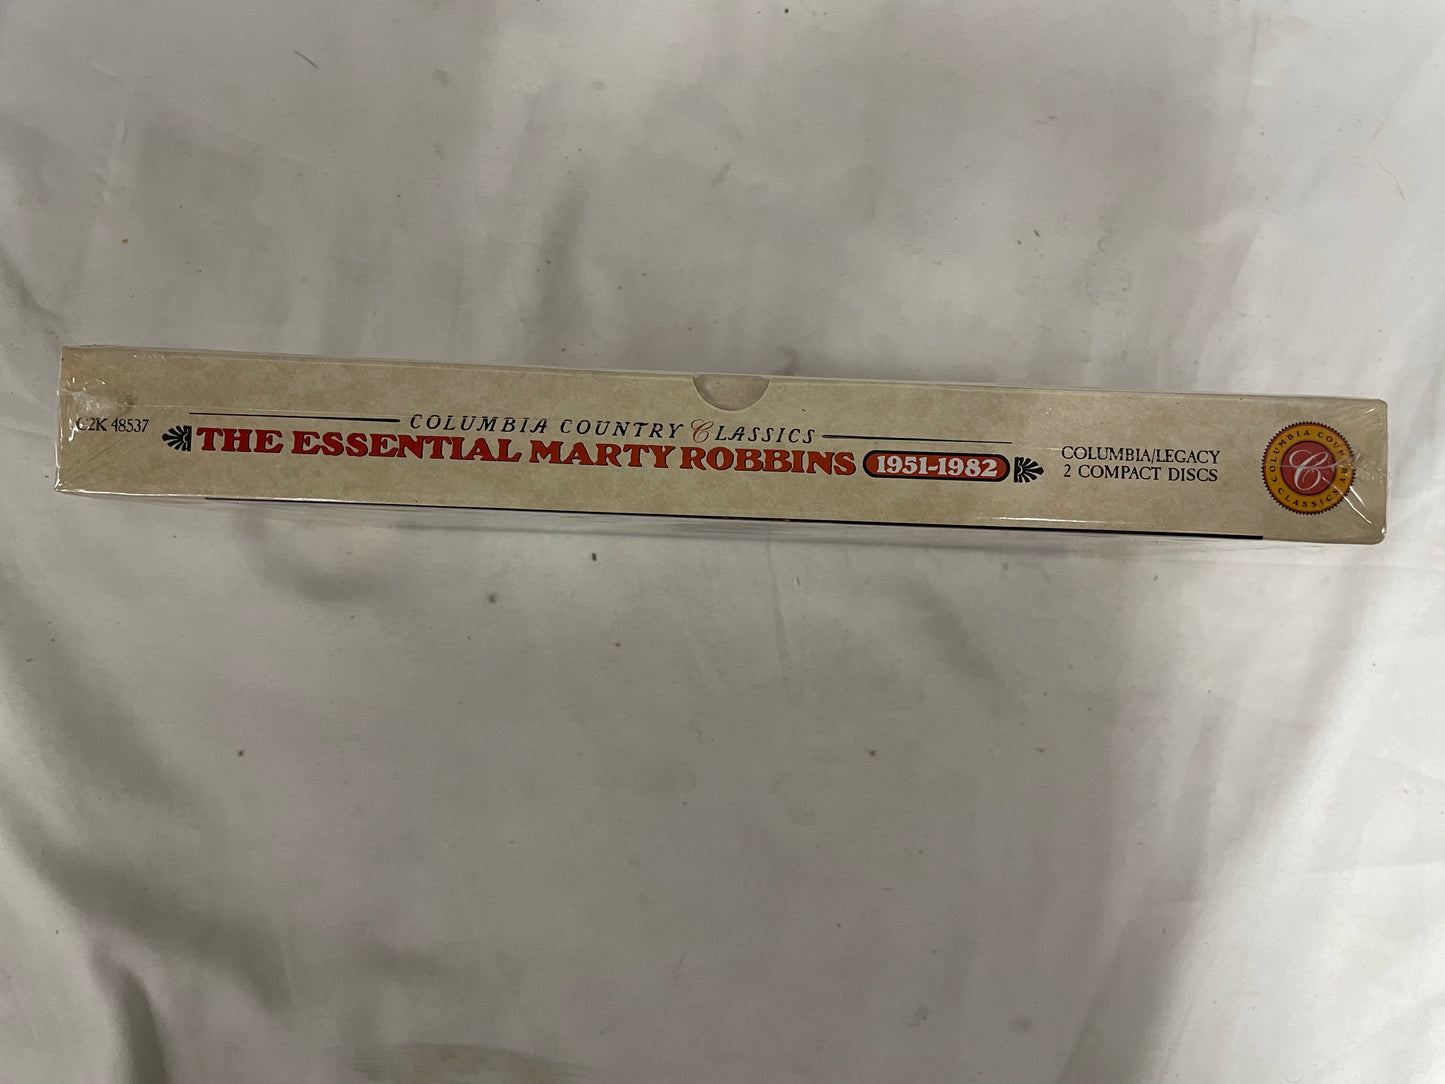 C2K 48537
COLUMBIA COUNTRY CLASSICS
THE ESSENTIAL MARTY ROBBINS 1951-1982
COLUMBIA/LEGACY
2 COMPACT DISCS
COLUMBIA COUNTRY CLASSICS
C